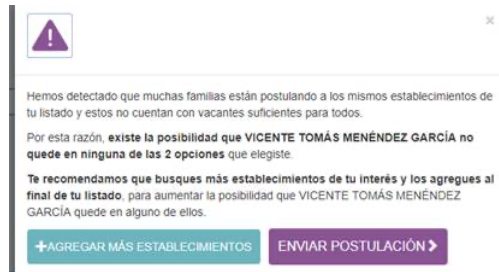 Hemos detectado que muchas familias están postulando a los mismos establecimientos de
tu listado y estos no cuentan con vacantes suficientes para todos.
Por esta razón, existe la posibilidad que VICENTE TOMÁS MENÉNDEZ GARCÍA no
quede en ninguna de las 2 opciones que elegiste.
Te recomendamos que busques más establecimientos de tu interés y los agregues al
final de tu listado, para aumentar la posibilidad que VICENTE TOMÁS MENÉNDEZ
GARCÍA quede en alguno de ellos.
+AGREGAR MÁS ESTABLECIMIENTOS ENVIAR POSTULACIÓN